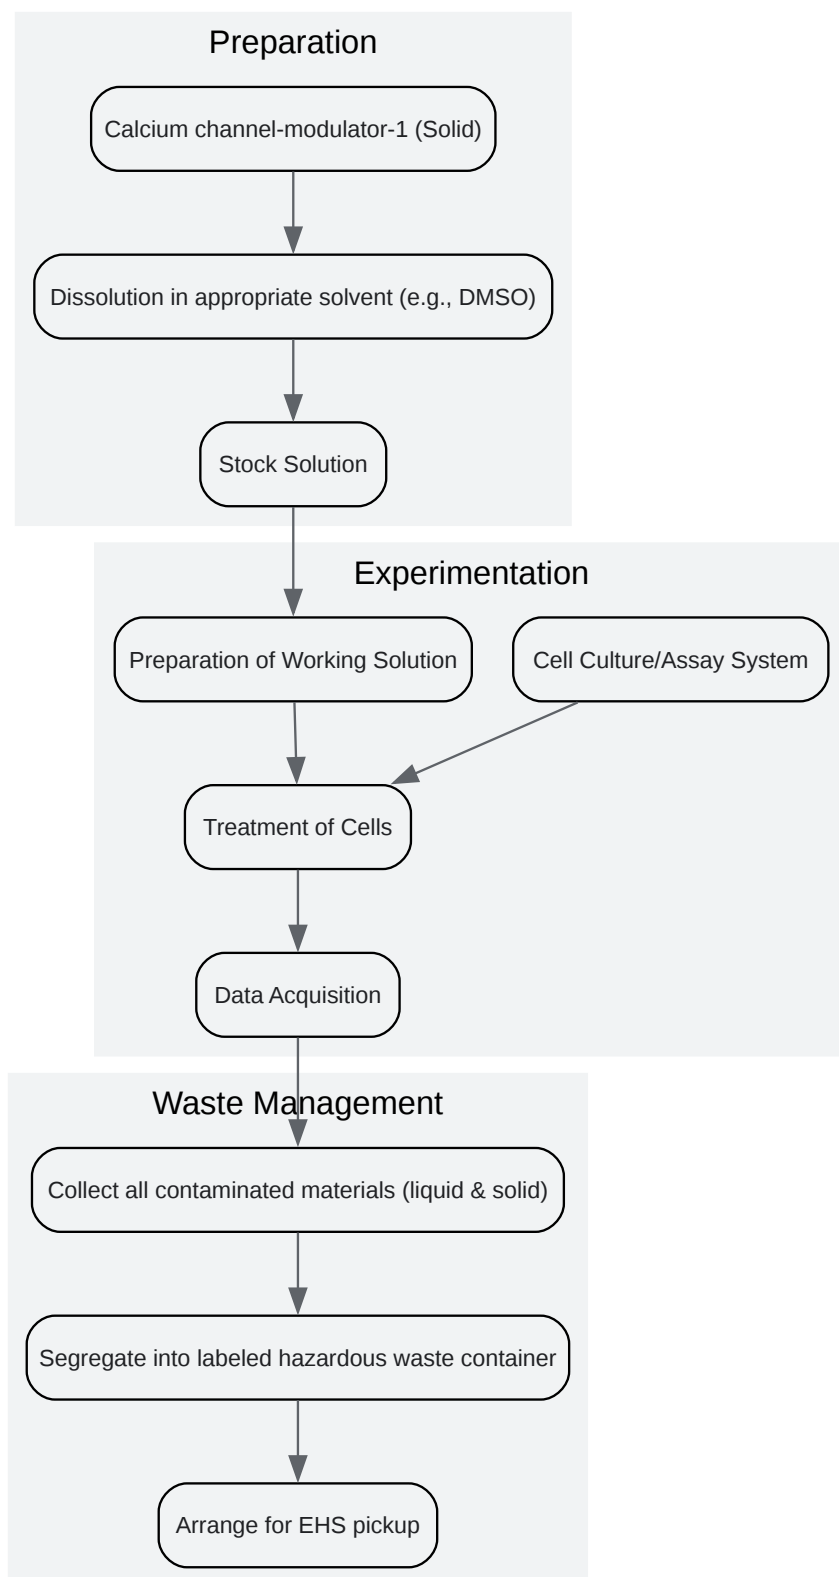 Preparation
Calcium channel-modulator-1 (Solid)
Dissolution in appropriate solvent (e.g., DMSO)
Stock Solution
Experimentation
Preparation of Working Solution
Cell Culture/Assay System
Treatment of Cells
Data Acquisition
Waste Management
Collect all contaminated materials (liquid & solid)
Segregate into labeled hazardous waste container
Arrange for EHS pickup